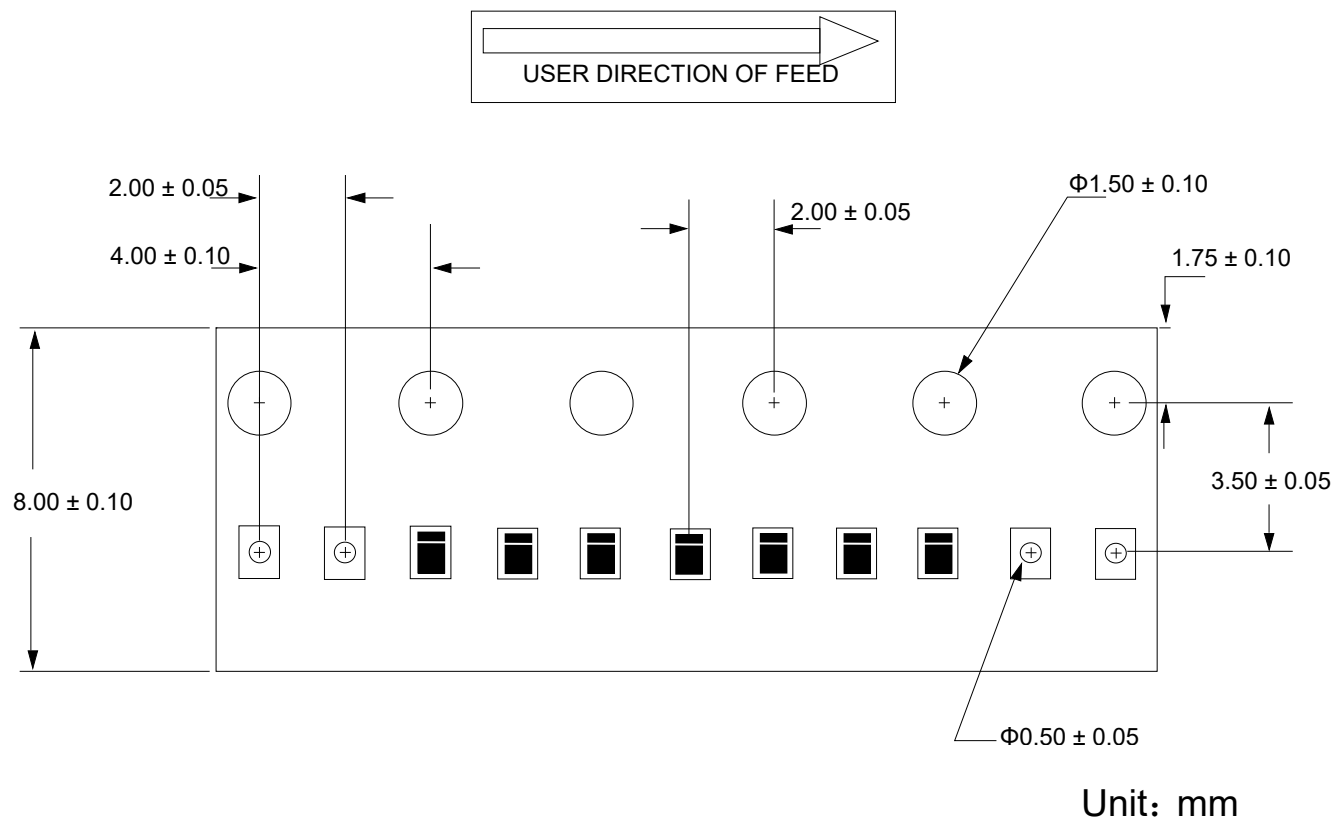 USER DIRECTION OF FEED
2.00 ± 0.05
Φ1.50 ± 0.10
2.00 ± 0.05
4.00 ± 0.10
1.75 ± 0.10
8.00 ± 0.10
3.50 ± 0.05
Φ0.50 ± 0.05
Unit：mm